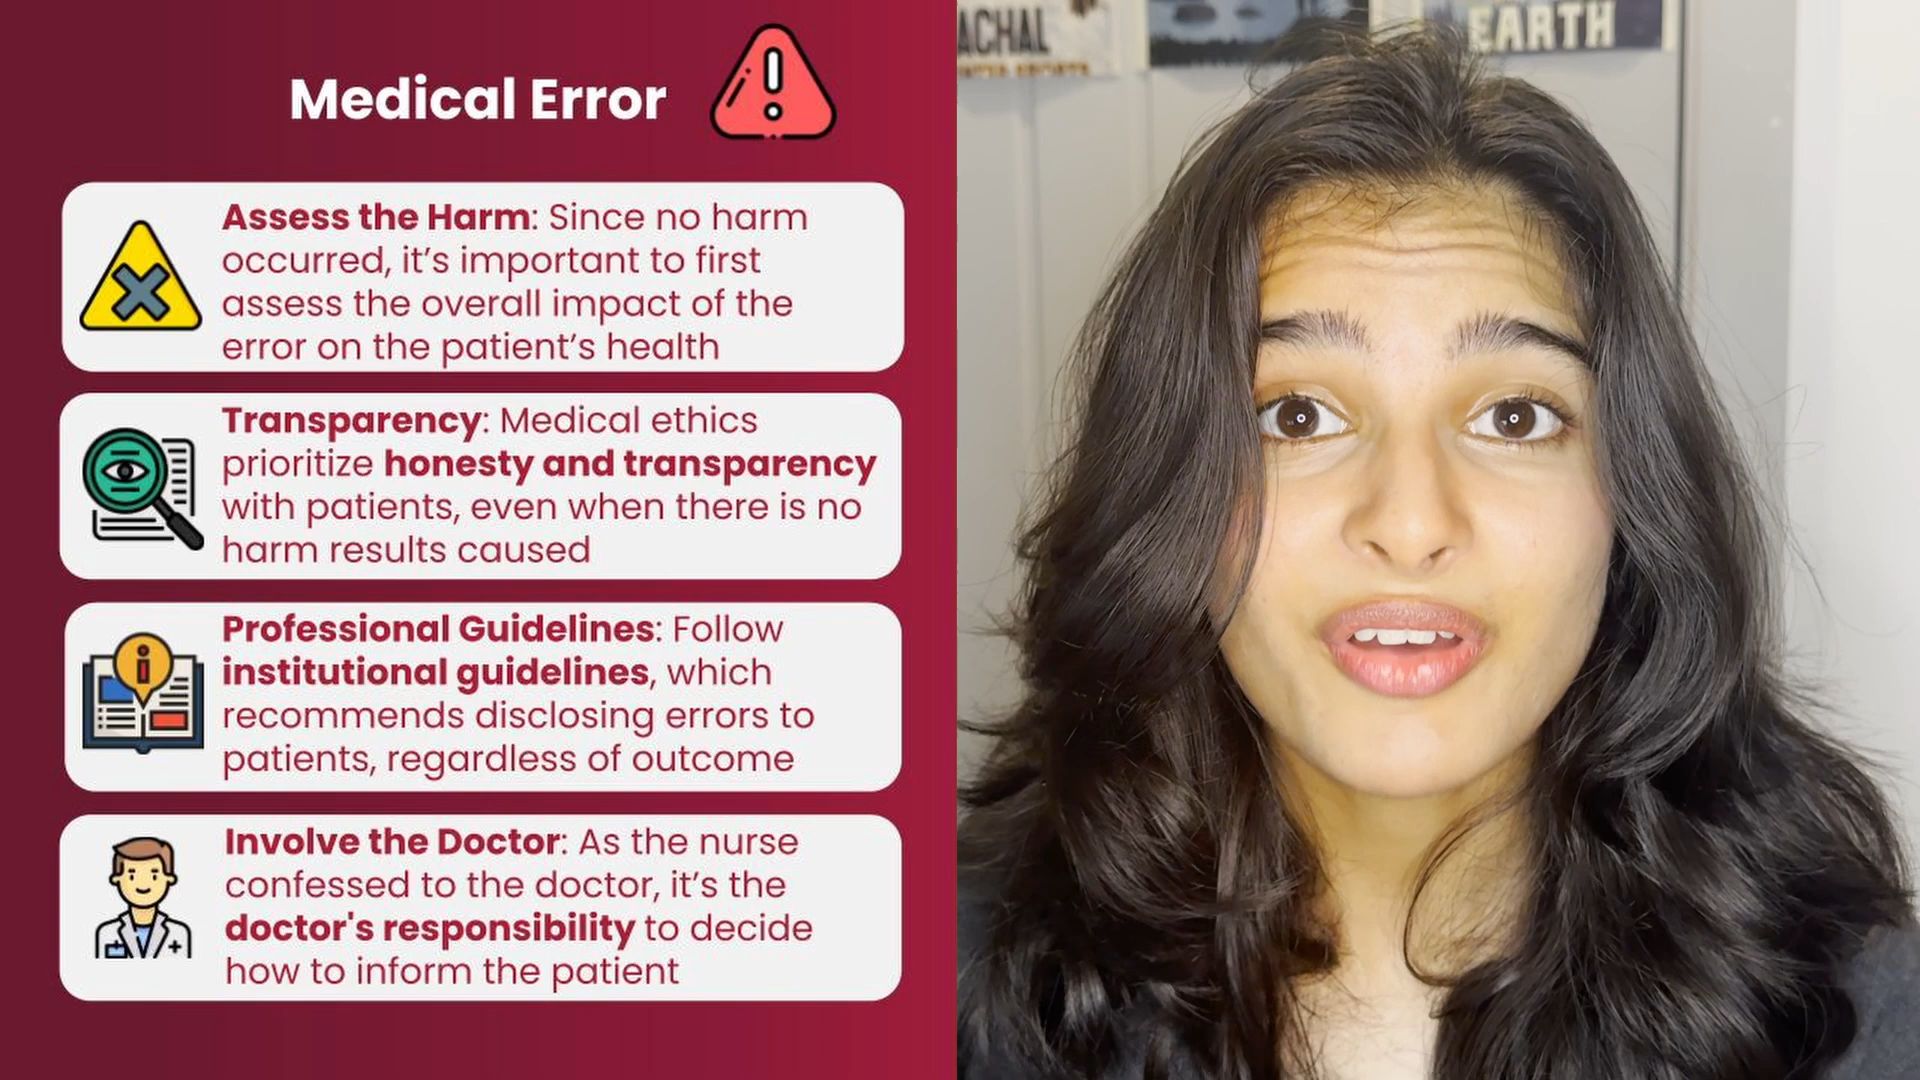 Medical Error
Assess the Harm: Since no harm
occurred, it's important to first
assess the overall impact of the
error on the patient's health
Transparency: Medical ethics
prioritize honesty and transparency
with patients, even when there is no
harm results caused
Professional Guidelines: Follow
institutional guidelines, which
recommends disclosing errors to
patients, regardless of outcome
Involve the Doctor: As the nurse
confessed to the doctor, it's the
doctor's responsibility to decide
how to inform the patient
ACHAL
EARTH